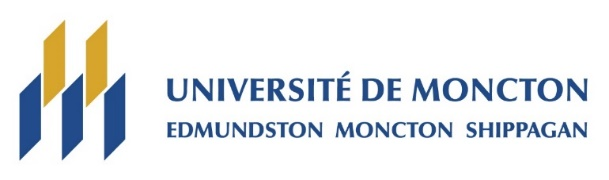 UNIVERSITÉ DE MONCTON
EDMUNDSTON MONCTON SHIPPAGAN